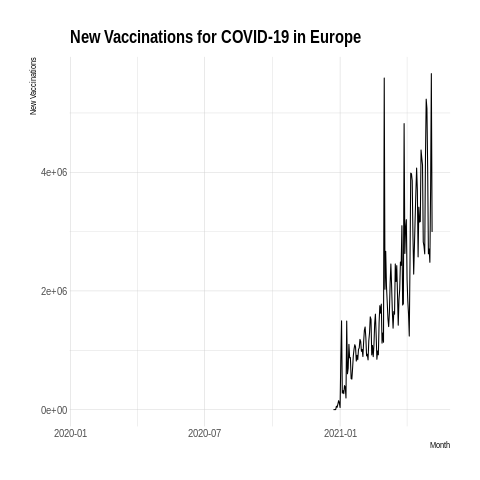 New Vaccinations for COVID-19 in Europe
New Vaccinations
4e+06
2e+06
0e+00
2020-01 2020-07 2021-01
Month